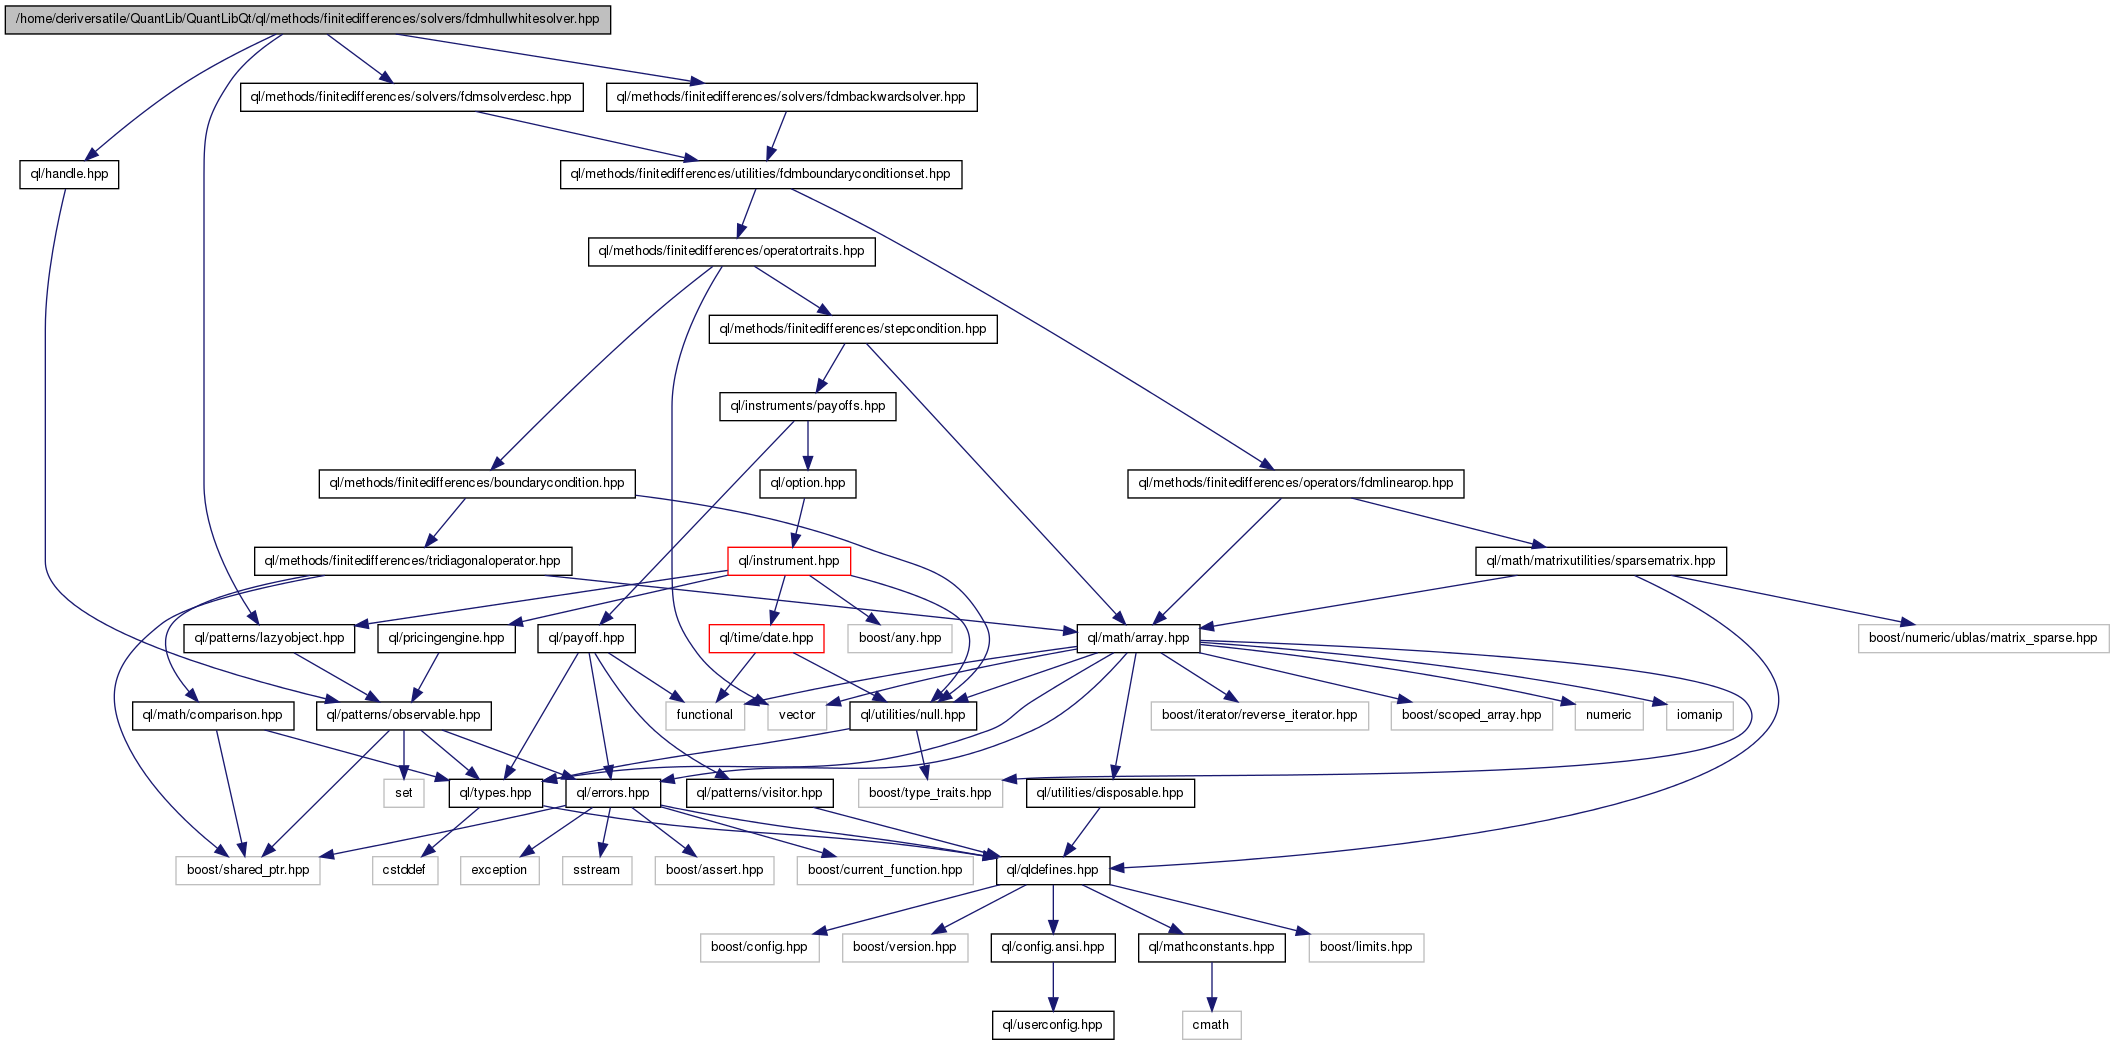 /home/deriversatile/QuantLib/QuantLibQt/ql/methods/finitedifferences/solvers/fdmhullwhitesolver.hpp
ql/methods/finitedifferences/solvers/fdmsolverdesc.hpp
ql/methods/finitedifferences/solvers/fdmbackwardsolver.hpp
ql/handle.hpp
ql/methods/finitedifferences/utilities/fdmboundaryconditionset.hpp
ql/methods/finitedifferences/operatortraits.hpp
ql/methods/finitedifferences/stepcondition.hpp
ql/instruments/payoffs.hpp
ql/methods/finitedifferences/boundarycondition.hpp
ql/option.hpp
ql/methods/finitedifferences/operators/fdmlinearop.hpp
ql/methods/finitedifferences/tridiagonaloperator.hpp
ql/instrument.hpp
ql/math/matrixutilities/sparsematrix.hpp
ql/patterns/lazyobject.hpp
ql/pricingengine.hpp
ql/payoff.hpp
ql/time/date.hpp
boost/any.hpp
ql/math/array.hpp
boost/numeric/ublas/matrix_sparse.hpp
ql/math/comparison.hpp
ql/patterns/observable.hpp
functional
vector
ql/utilities/null.hpp
boost/iterator/reverse_iterator.hpp
boost/scoped_array.hpp
numeric
iomanip
set
ql/types.hpp
ql/errors.hpp
ql/patterns/visitor.hpp
boost/type_traits.hpp
ql/utilities/disposable.hpp
boost/shared_ptr.hpp
cstddef
exception
sstream
boost/assert.hpp
boost/current_function.hpp
ql/qldefines.hpp
boost/config.hpp
boost/version.hpp
ql/config.ansi.hpp
ql/mathconstants.hpp
boost/limits.hpp
ql/userconfig.hpp
cmath